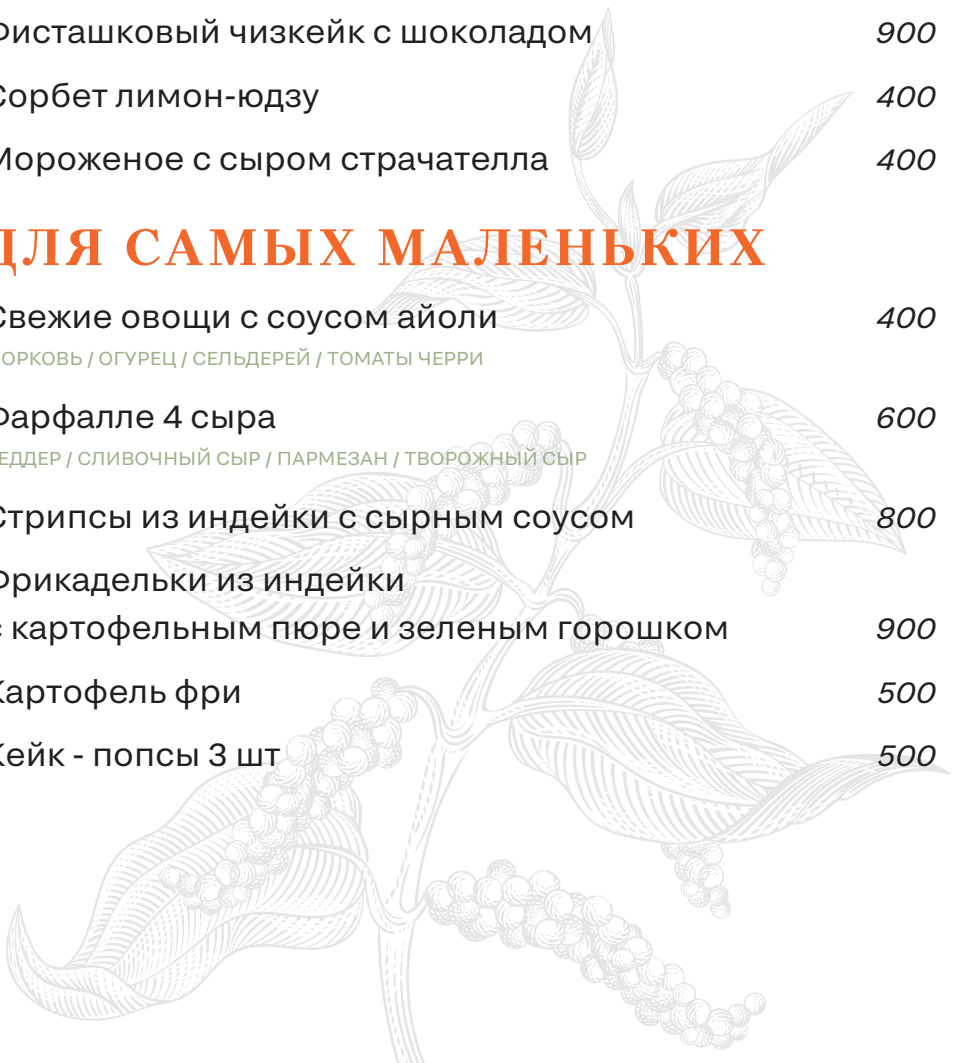 Фисташковый чизкейк с шоколадом 900
Сорбет лимон-юдзу 400
Мороженое с сыром страчателла 400
ДЛЯ САМЫХ МАЛЕНЬКИХ
Свежие овощи с соусом айоли 400
ОРКОВЬ / ОГУРЕЦ / СЕЛЬДЕРЕЙ / ТОМАТЫ ЧЕРРИ
Фарфалле 4 сыра 600
ЕДДЕР / СЛИВОЧНЫЙ СЫР / ПАРМЕЗАН / ТВОРОЖНЫЙ СЫР
Стрипсы из индейки с сырным соусом 800
Фрикадельки из индейки
с картофельным пюре и зеленым горошком 900
Картофель фри 500
Кейк - попсы 3 шт 500